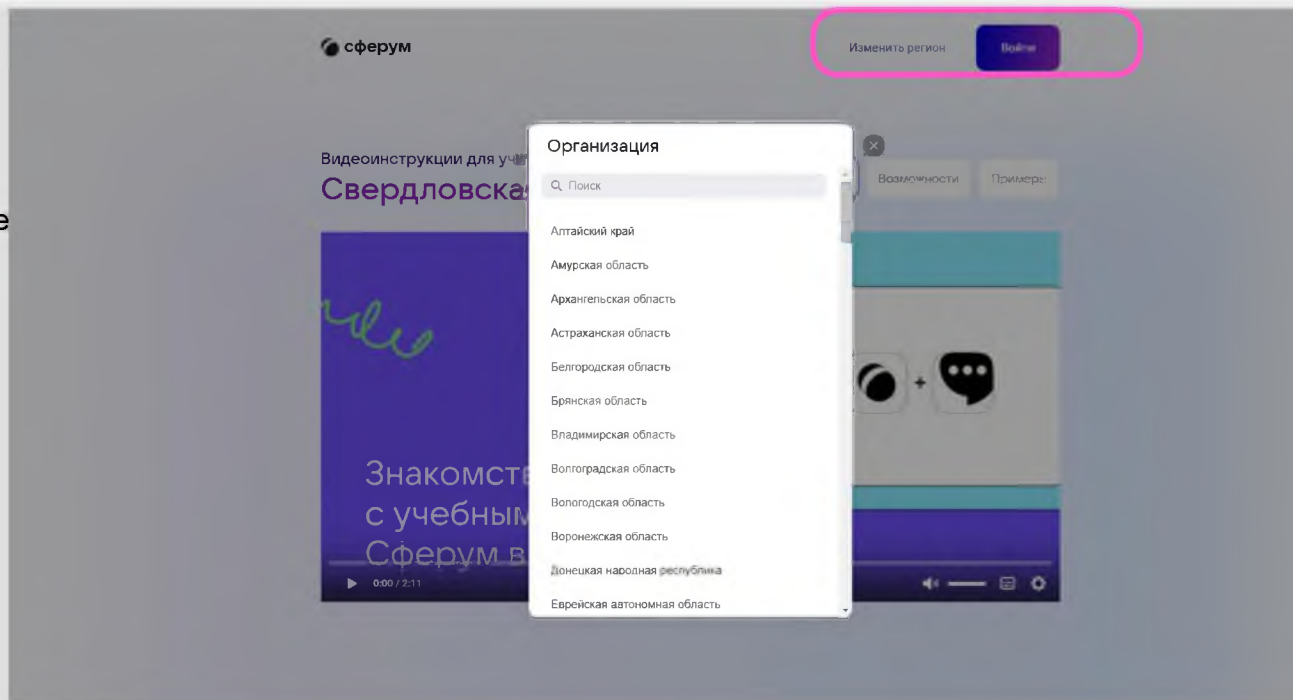 сферум
Изменить регион
Войти
Видеоинструкции для уч
Свердловска
Организация
Поиск
Возможности
Примеры
е
Алтайский край
Амурская область
Архангельская область
Астраханская область
Белгородская область
Брянская область
Владимирская область
Волгоградская область
Вологодская область
Воронежская область
Донецкая народная республика
Еврейская автономная область
Знакомств
с учебным
Сферум в
0:00 / 2:11